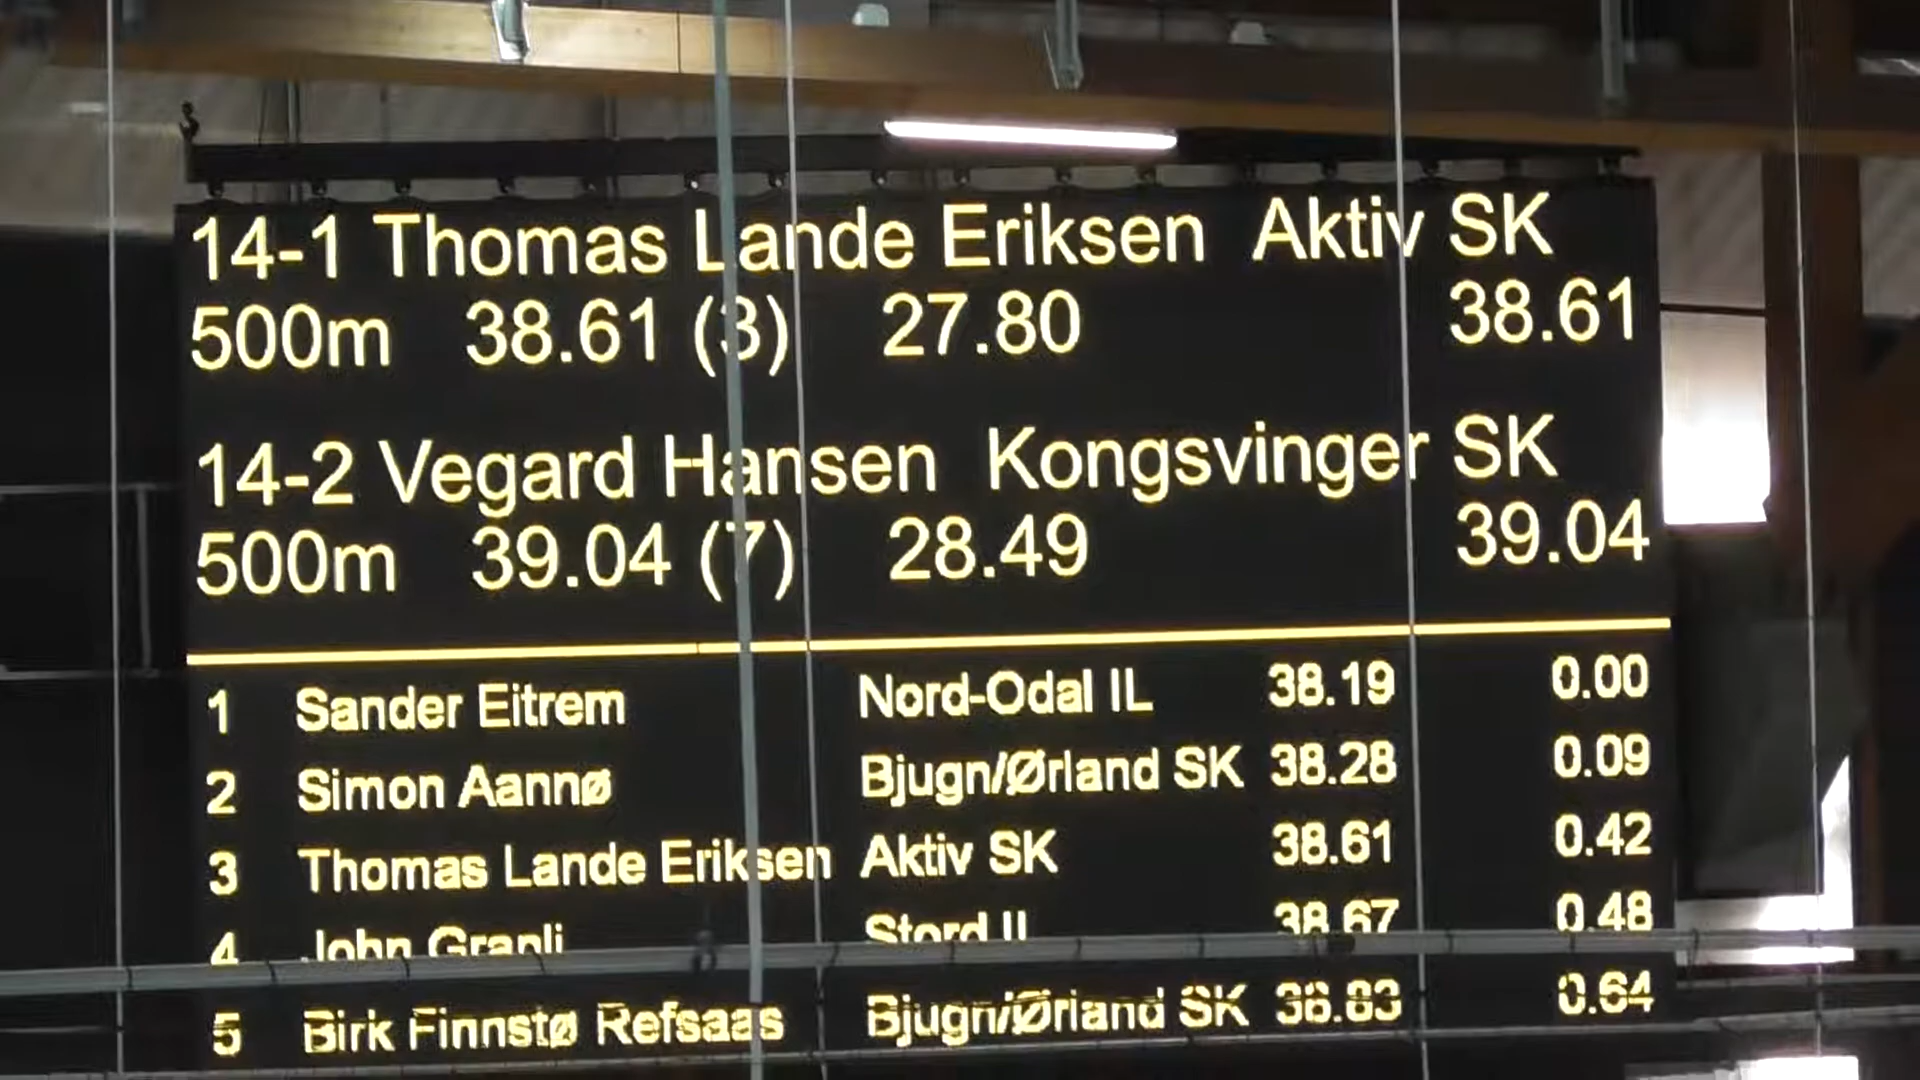 14-1 Thomas Lande Eriksen Aktiv SK
500m 38.61 (3) 27.80 38.61
14-2 Vegard Hansen Kongsvinger SK
500m 39.04 (7) 28.49 39.04
1 Sander Eitrem Nord-Odal IL 38.19 0.00
2 Simon Aannø Bjugn/Ørland SK 38.28 0.09
3 Thomas Lande Eriksen Aktiv SK 38.61 0.42
4 John Granli Stord IL 38.67 0.48
5 Birk Finnstø Refsaas Bjugn/Ørland SK 38.83 0.64